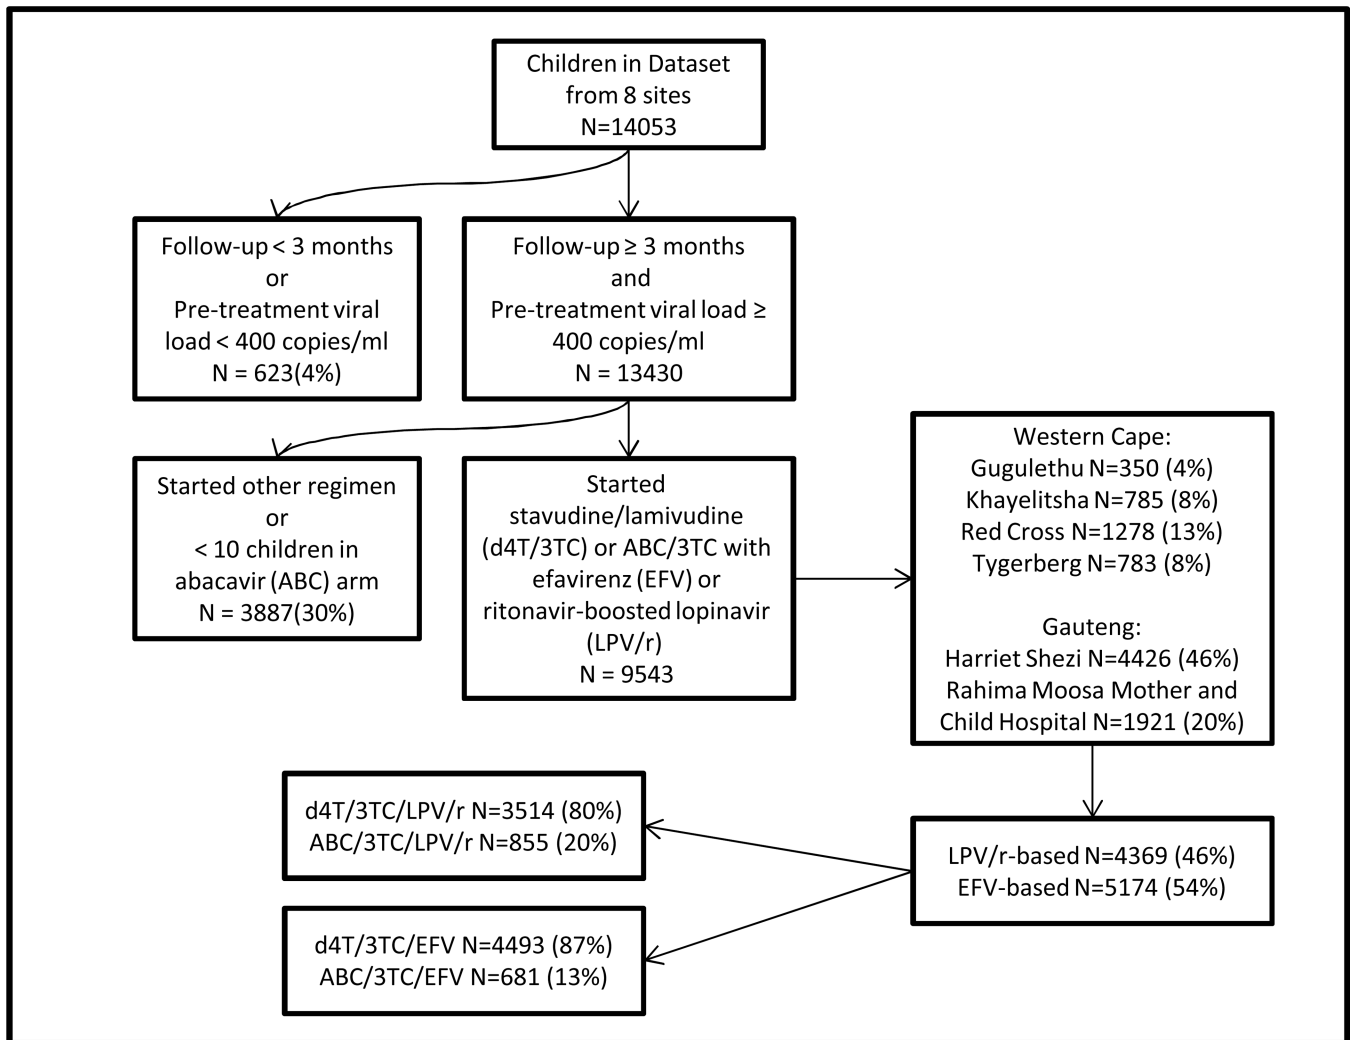 Children in Dataset
from 8 sites
N=14053
Follow-up < 3 months
or
Pre-treatment viral
load < 400 copies/ml
N = 623(4%)
Follow-up ≥ 3 months
and
Pre-treatment viral load ≥
400 copies/ml
N = 13430
Started other regimen
or
< 10 children in
abacavir (ABC) arm
N = 3887(30%)
Started
stavudine/lamivudine
(d4T/3TC) or ABC/3TC with
efavirenz (EFV) or
ritonavir-boosted lopinavir
(LPV/r)
N = 9543
Western Cape:
Gugulethu N=350 (4%)
Khayelitsha N=785 (8%)
Red Cross N=1278 (13%)
Tygerberg N=783 (8%)
Gauteng:
Harriet Shezi N=4426 (46%)
Rahima Moosa Mother and
Child Hospital N=1921 (20%)
LPV/r-based N=4369 (46%)
EFV-based N=5174 (54%)
d4T/3TC/LPV/r N=3514 (80%)
ABC/3TC/LPV/r N=855 (20%)
d4T/3TC/EFV N=4493 (87%)
ABC/3TC/EFV N=681 (13%)